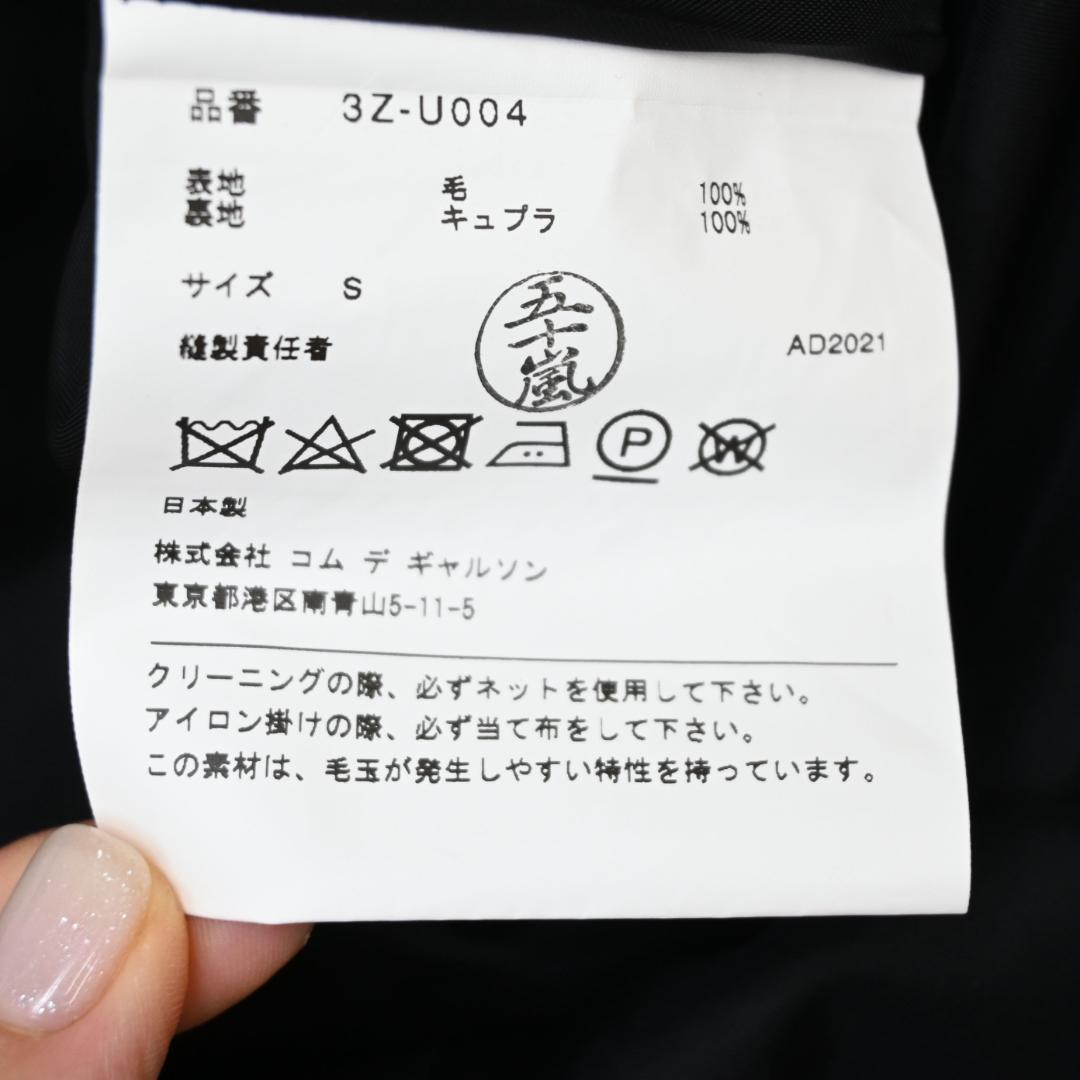 品番 3Z-U004
表地 毛 100%
裏地 キュプラ 100%
サイズ S
縫製責任者 五十嵐 AD2021
P W
日本製
株式会社 コム デ ギャルソン
東京都港区南青山5-11-5
クリーニングの際、必ずネットを使用して下さい。
アイロン掛けの際、必ず当て布をして下さい。
この素材は、毛玉が発生しやすい特性を持っています。